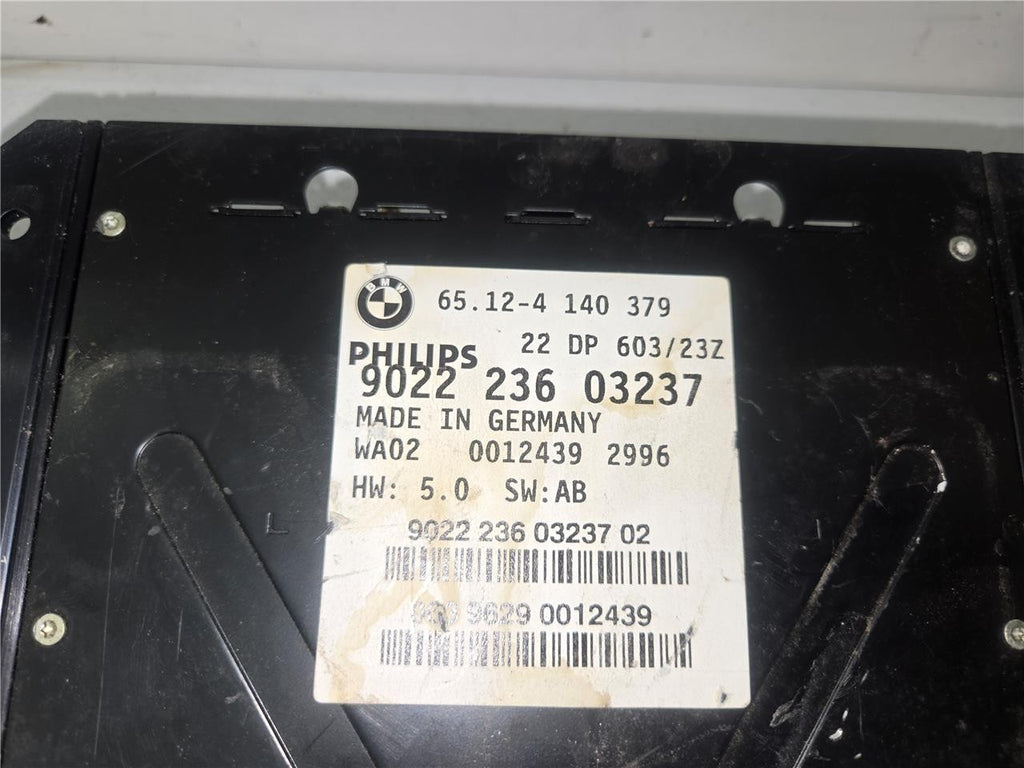 BMW
65.12-4 140 379
22 DP 603/23Z
PHILIPS
9022 236 03237
MADE IN GERMANY
WA02 0012439 2996
HW: 5.0 SW:AB
9022 236 03237 02
9629 0012439